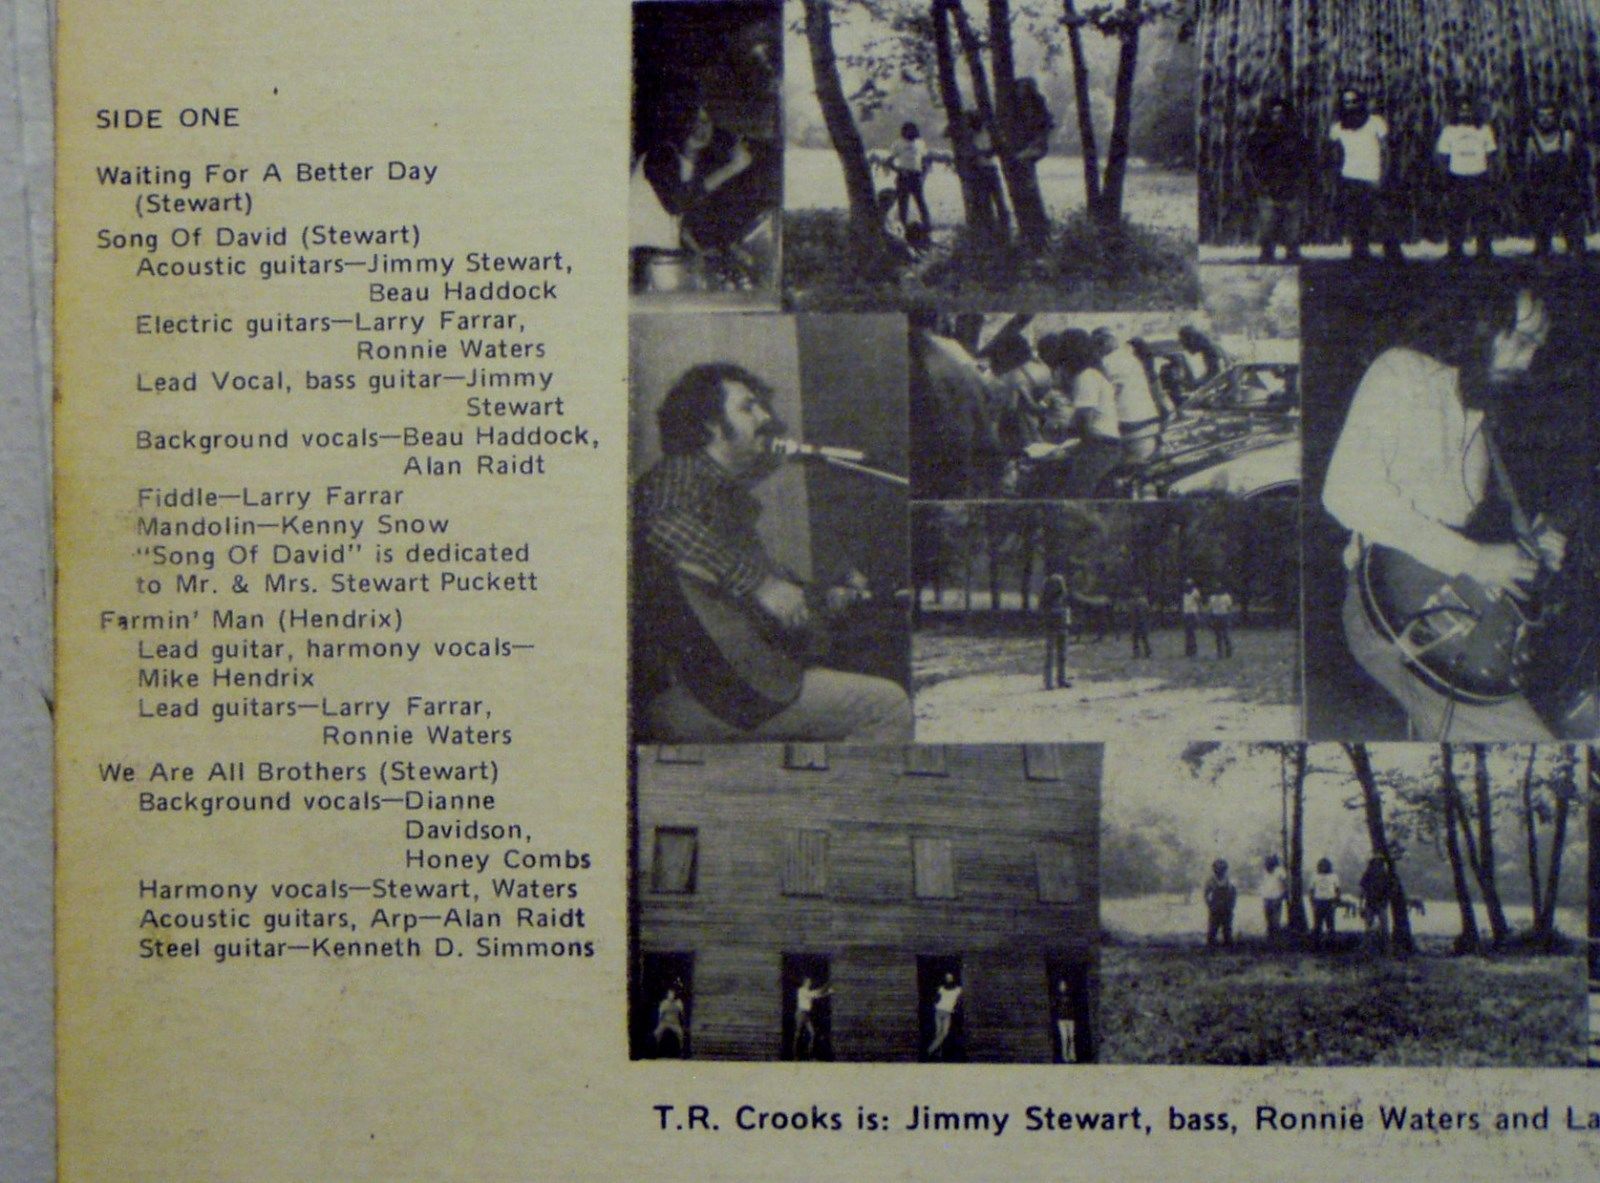 SIDE ONE
Waiting For A Better Day
(Stewart)
Song Of David (Stewart)
Acoustic guitars—Jimmy Stewart,
Beau Haddock
Electric guitars—Larry Farrar,
Ronnie Waters
Lead Vocal, bass guitar—Jimmy
Stewart
Background vocals—Beau Haddock,
Alan Raidt
Fiddle—Larry Farrar
Mandolin—Kenny Snow
"Song Of David" is dedicated
to Mr. & Mrs. Stewart Puckett
Farmin' Man (Hendrix)
Lead guitar, harmony vocals—
Mike Hendrix
Lead guitars—Larry Farrar,
Ronnie Waters
We Are All Brothers (Stewart)
Background vocals—Dianne
Davidson,
Honey Combs
Harmony vocals—Stewart, Waters
Acoustic guitars, Arp—Alan Raidt
Steel guitar—Kenneth D. Simmons
T.R. Crooks is: Jimmy Stewart, bass, Ronnie Waters and La